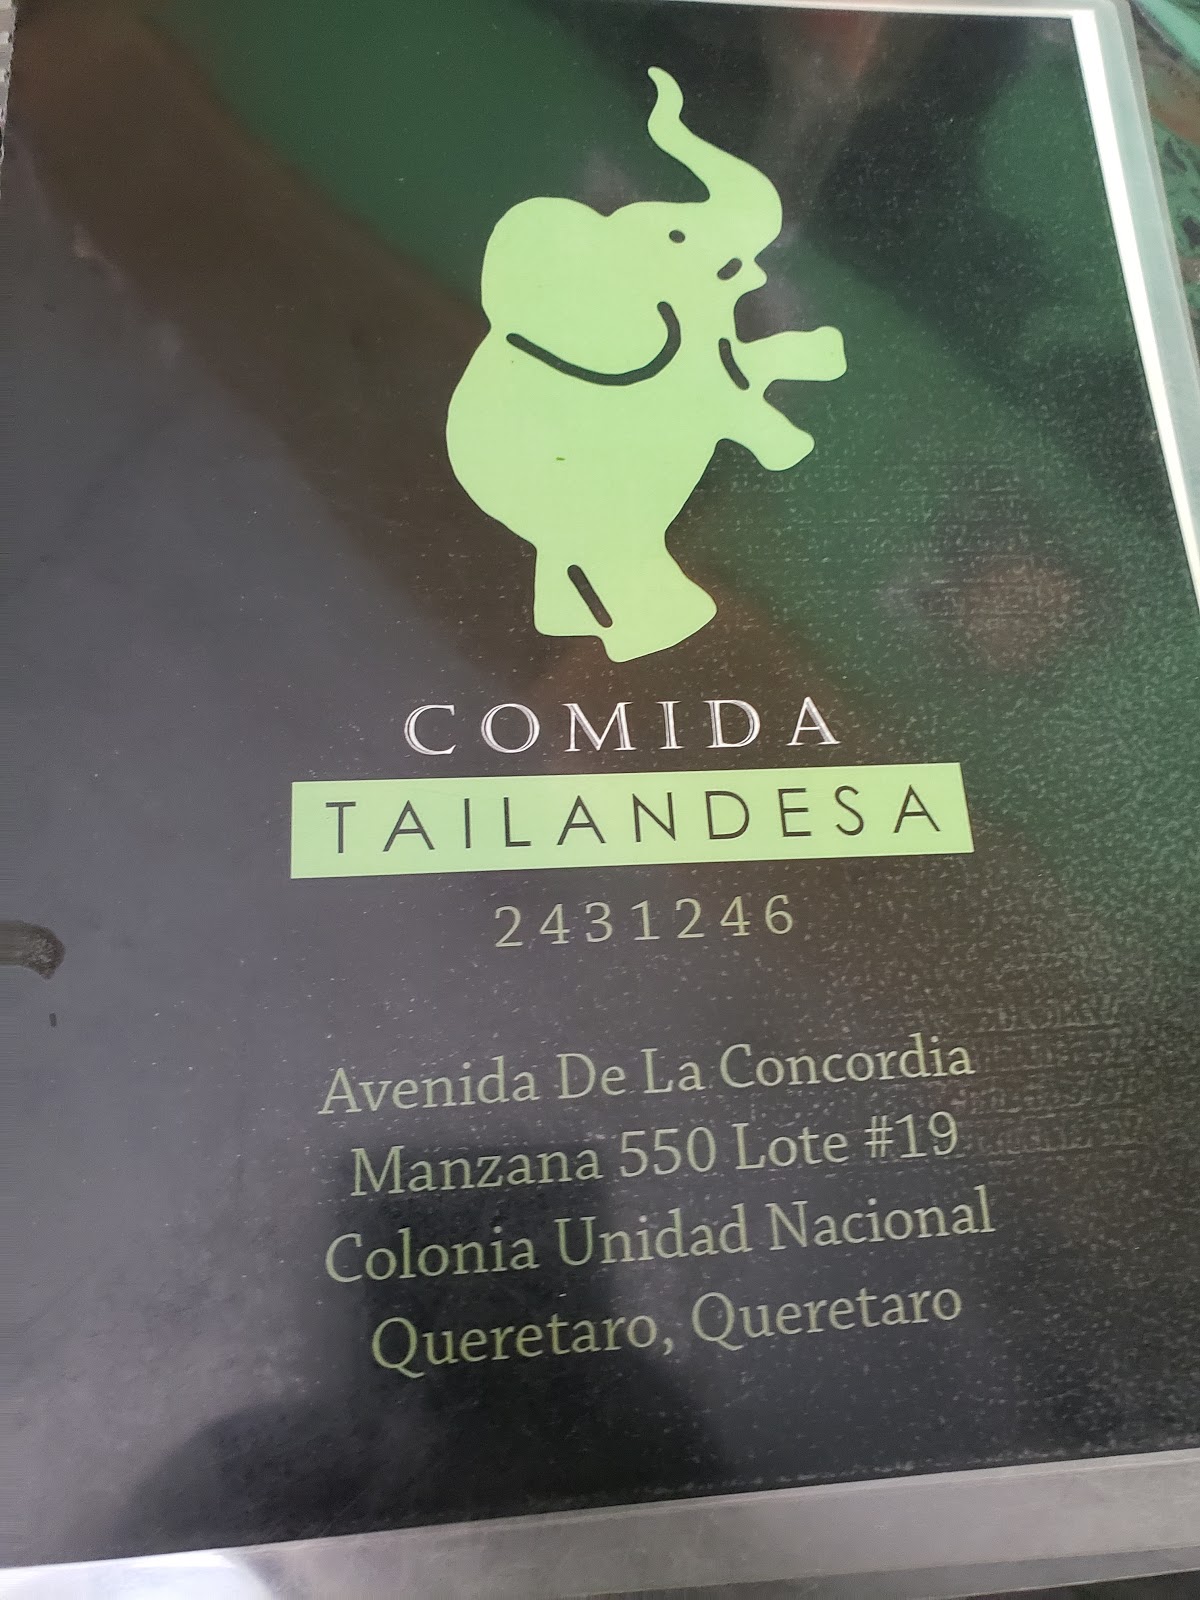 COMIDA
TAILANDESA
2431246
Avenida De La Concordia
Manzana 550 Lote #19
Colonia Unidad Nacional
Queretaro, Queretaro